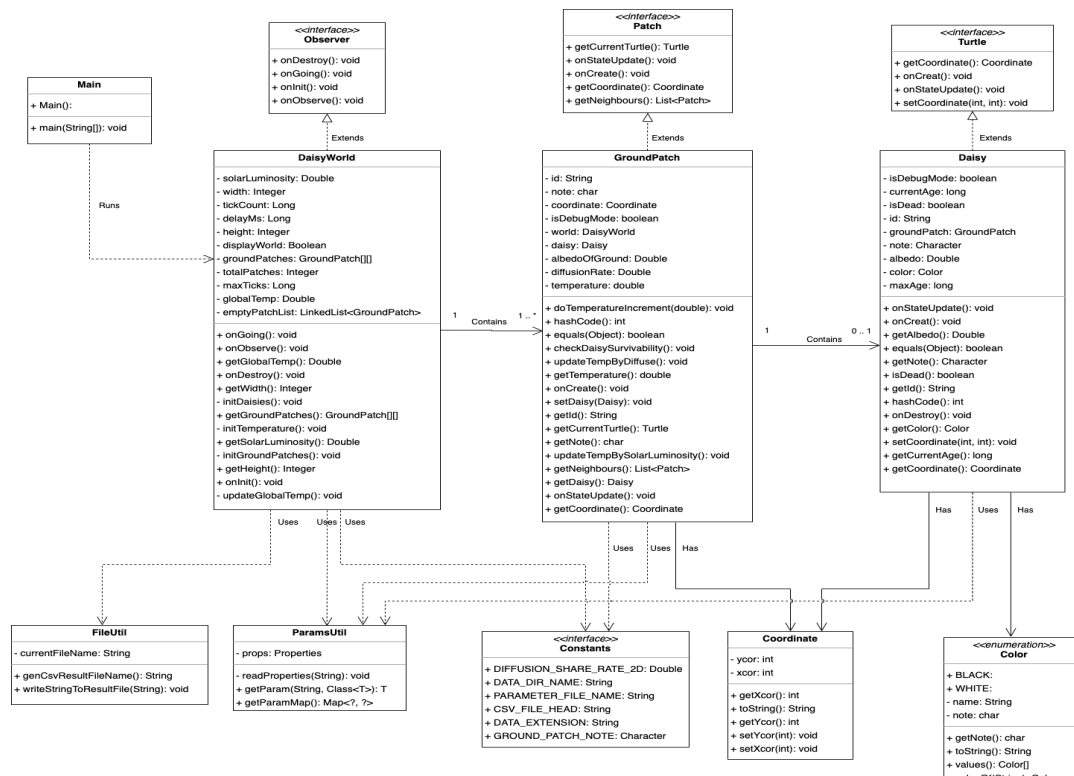 <<interface>>
Observer
+ onDestroy(): void
+ onGoing(): void
+ onInit(): void
+ onObserve(): void
<<interface>>
Patch
+ getCurrentTurtle(): Turtle
+ onStateUpdate(): void
+ onCreate(): void
+ getCoordinate(): Coordinate
+ getNeighbours(): List<Patch>
<<interface>>
Turtle
+ getCoordinate(): Coordinate
+ onCreat(): void
+ onStateUpdate(): void
+ setCoordinate(int, int): void
Main
+ Main():
+ main(String[]): void
Extends
Extends
Extends
Runs
DaisyWorld
- solarLuminosity: Double
- width: Integer
- tickCount: Long
- delayMs: Long
- height: Integer
- displayWorld: Boolean
- groundPatches: GroundPatch[][]
- totalPatches: Integer
- maxTicks: Long
- globalTemp: Double
- emptyPatchList: LinkedList<GroundPatch>
+ onGoing(): void
+ onObserve(): void
+ getGlobalTemp(): Double
+ onDestroy(): void
+ getWidth(): Integer
- initDaisies(): void
+ getGroundPatches(): GroundPatch[][]
- initTemperature(): void
+ getSolarLuminosity(): Double
- initGroundPatches(): void
+ getHeight(): Integer
+ onInit(): void
- updateGlobalTemp(): void
1
Contains
1 .. *
GroundPatch
- id: String
- note: char
- coordinate: Coordinate
- isDebugMode: boolean
- world: DaisyWorld
- daisy: Daisy
- albedoOfGround: Double
- diffusionRate: Double
- temperature: double
+ doTemperatureIncrement(double): void
+ hashCode(): int
+ equals(Object): boolean
+ checkDaisySurvivability(): void
+ updateTempByDiffuse(): void
+ getTemperature(): double
+ onCreate(): void
+ setDaisy(Daisy): void
+ getId(): String
+ getCurrentTurtle(): Turtle
+ getNote(): char
+ updateTempBySolarLuminosity(): void
+ getNeighbours(): List<Patch>
+ getDaisy(): Daisy
+ onStateUpdate(): void
+ getCoordinate(): Coordinate
1
Contains
0 .. 1
Daisy
- isDebugMode: boolean
- currentAge: long
- isDead: boolean
- id: String
- groundPatch: GroundPatch
- note: Character
- albedo: Double
- color: Color
- maxAge: long
+ onStateUpdate(): void
+ onCreat(): void
+ getAlbedo(): Double
+ equals(Object): boolean
+ getNote(): Character
+ isDead(): boolean
+ getId(): String
+ hashCode(): int
+ onDestroy(): void
+ getColor(): Color
+ setCoordinate(int, int): void
+ getCurrentAge(): long
+ getCoordinate(): Coordinate
Uses Uses Uses
Uses Uses Has
Has Uses Has
FileUtil
- currentFileName: String
+ genCsvResultFileName(): String
+ writeStringToResultFile(String): void
ParamsUtil
- props: Properties
- readProperties(String): void
+ getParam(String, Class<T>): T
+ getParamMap(): Map<?, ?>
<<interface>>
Constants
+ DIFFUSION_SHARE_RATE_2D: Double
+ DATA_DIR_NAME: String
+ PARAMETER_FILE_NAME: String
+ CSV_FILE_HEAD: String
+ DATA_EXTENSION: String
+ GROUND_PATCH_NOTE: Character
Coordinate
- ycor: int
- xcor: int
+ getXcor(): int
+ toString(): String
+ getYcor(): int
+ setYcor(int): void
+ setXcor(int): void
<<enumeration>>
Color
+ BLACK:
+ WHITE:
- name: String
- note: char
+ getNote(): char
+ toString(): String
+ values(): Color[]